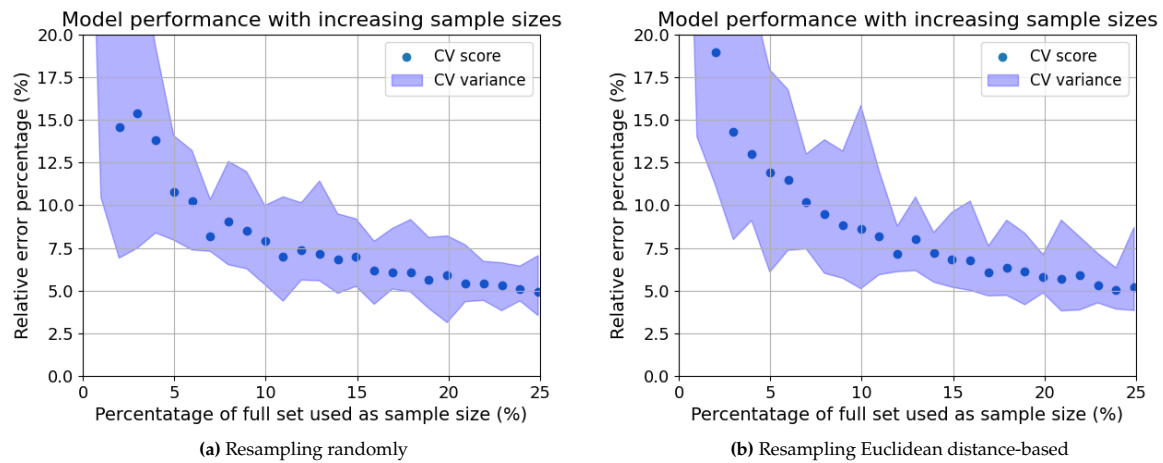 Model performance with increasing sample sizes
20.0
17.5
15.0
12.5
10.0
7.5
5.0
2.5
0.0
Relative error percentage (%)
CV score
CV variance
0 5 10 15 20 25
Percentatage of full set used as sample size (%)
(a) Resampling randomly
Model performance with increasing sample sizes
20.0
17.5
15.0
12.5
10.0
7.5
5.0
2.5
0.0
Relative error percentage (%)
CV score
CV variance
0 5 10 15 20 25
Percentatage of full set used as sample size (%)
(b) Resampling Euclidean distance-based